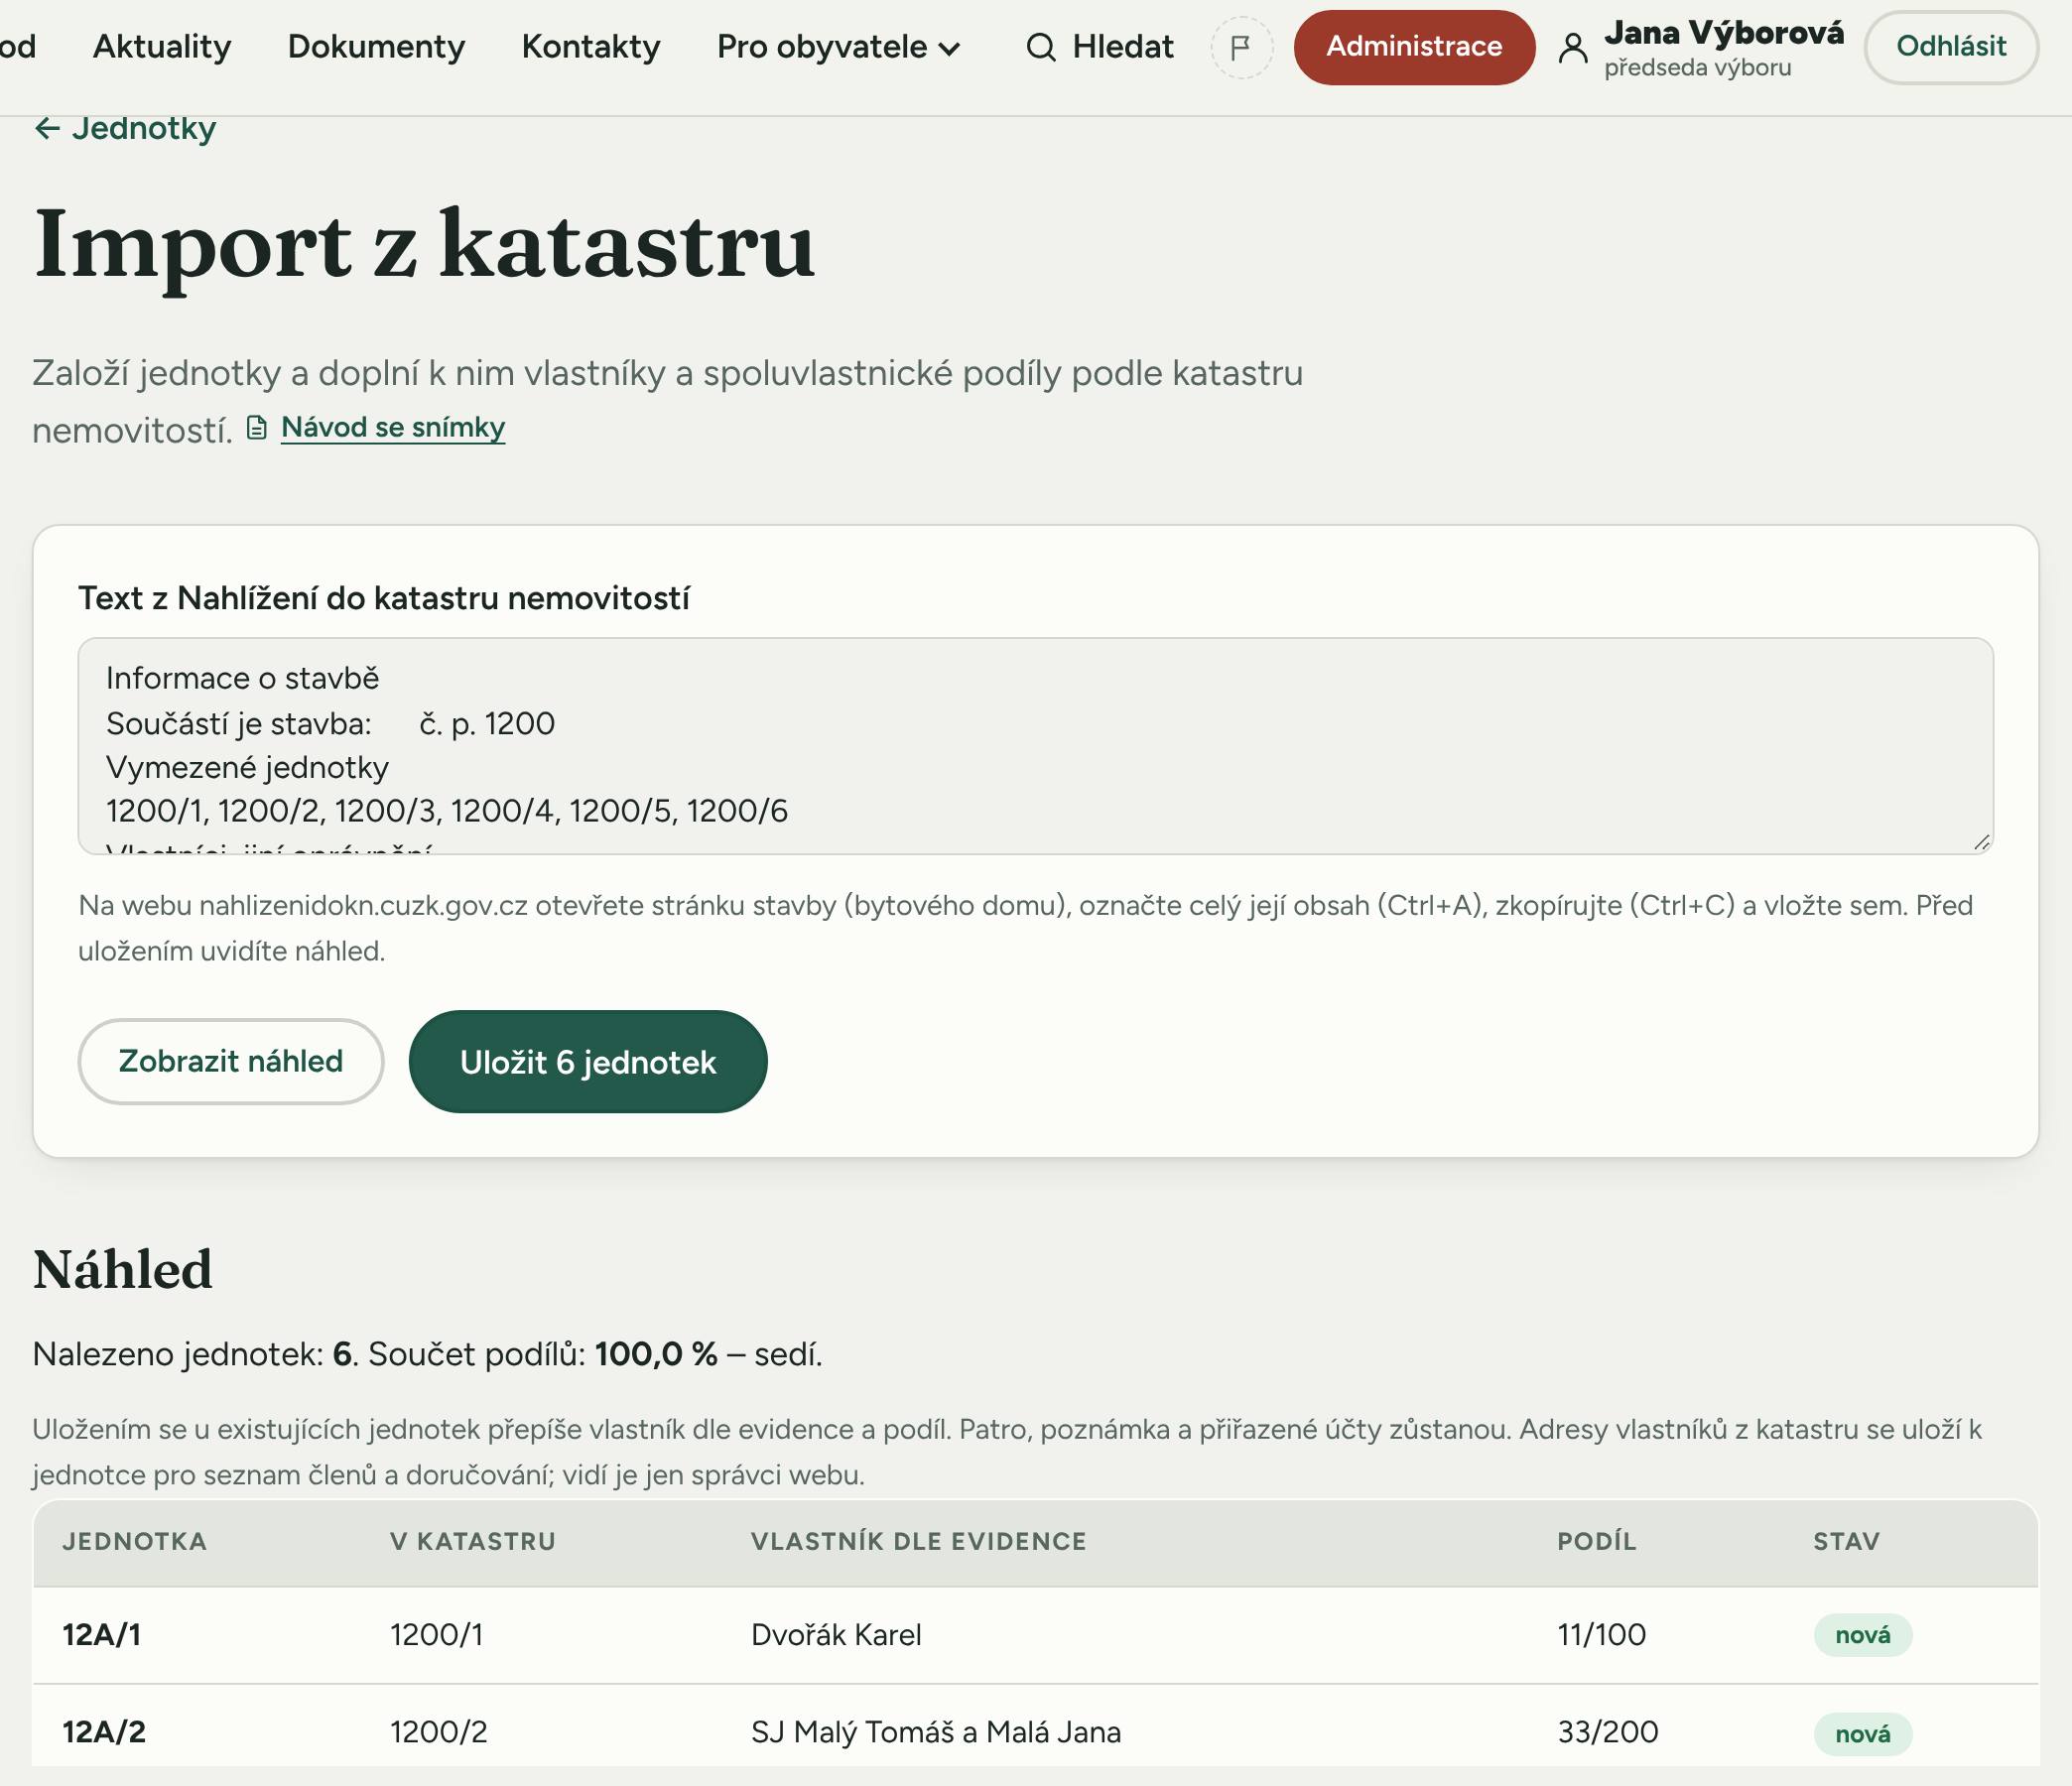 od Aktuality Dokumenty Kontakty Pro obyvatele Hledat Administrace Jana Výborová Odhlásit
předseda výboru
← Jednotky
Import z katastru
Založí jednotky a doplní k nim vlastníky a spoluvlastnické podíly podle katastru
nemovitostí. Návod se snímky
Text z Nahlížení do katastru nemovitostí
Informace o stavbě
Součástí je stavba: č. p. 1200
Vymezené jednotky
1200/1, 1200/2, 1200/3, 1200/4, 1200/5, 1200/6
Vlastníci, jiní oprávnění
Na webu nahlizenidokn.cuzk.gov.cz otevřete stránku stavby (bytového domu), označte celý její obsah (Ctrl+A), zkopírujte (Ctrl+C) a vložte sem. Před
uložením uvidíte náhled.
Zobrazit náhled Uložit 6 jednotek
Náhled
Nalezeno jednotek: 6. Součet podílů: 100,0 % – sedí.
Uložením se u existujících jednotek přepíše vlastník dle evidence a podíl. Patro, poznámka a přiřazené účty zůstanou. Adresy vlastníků z katastru se uloží k
jednotce pro seznam členů a doručování; vidí je jen správci webu.
JEDNOTKA V KATASTRU VLASTNÍK DLE EVIDENCE PODÍL STAV
12A/1 1200/1 Dvořák Karel 11/100 nová
12A/2 1200/2 SJ Malý Tomáš a Malá Jana 33/200 nová